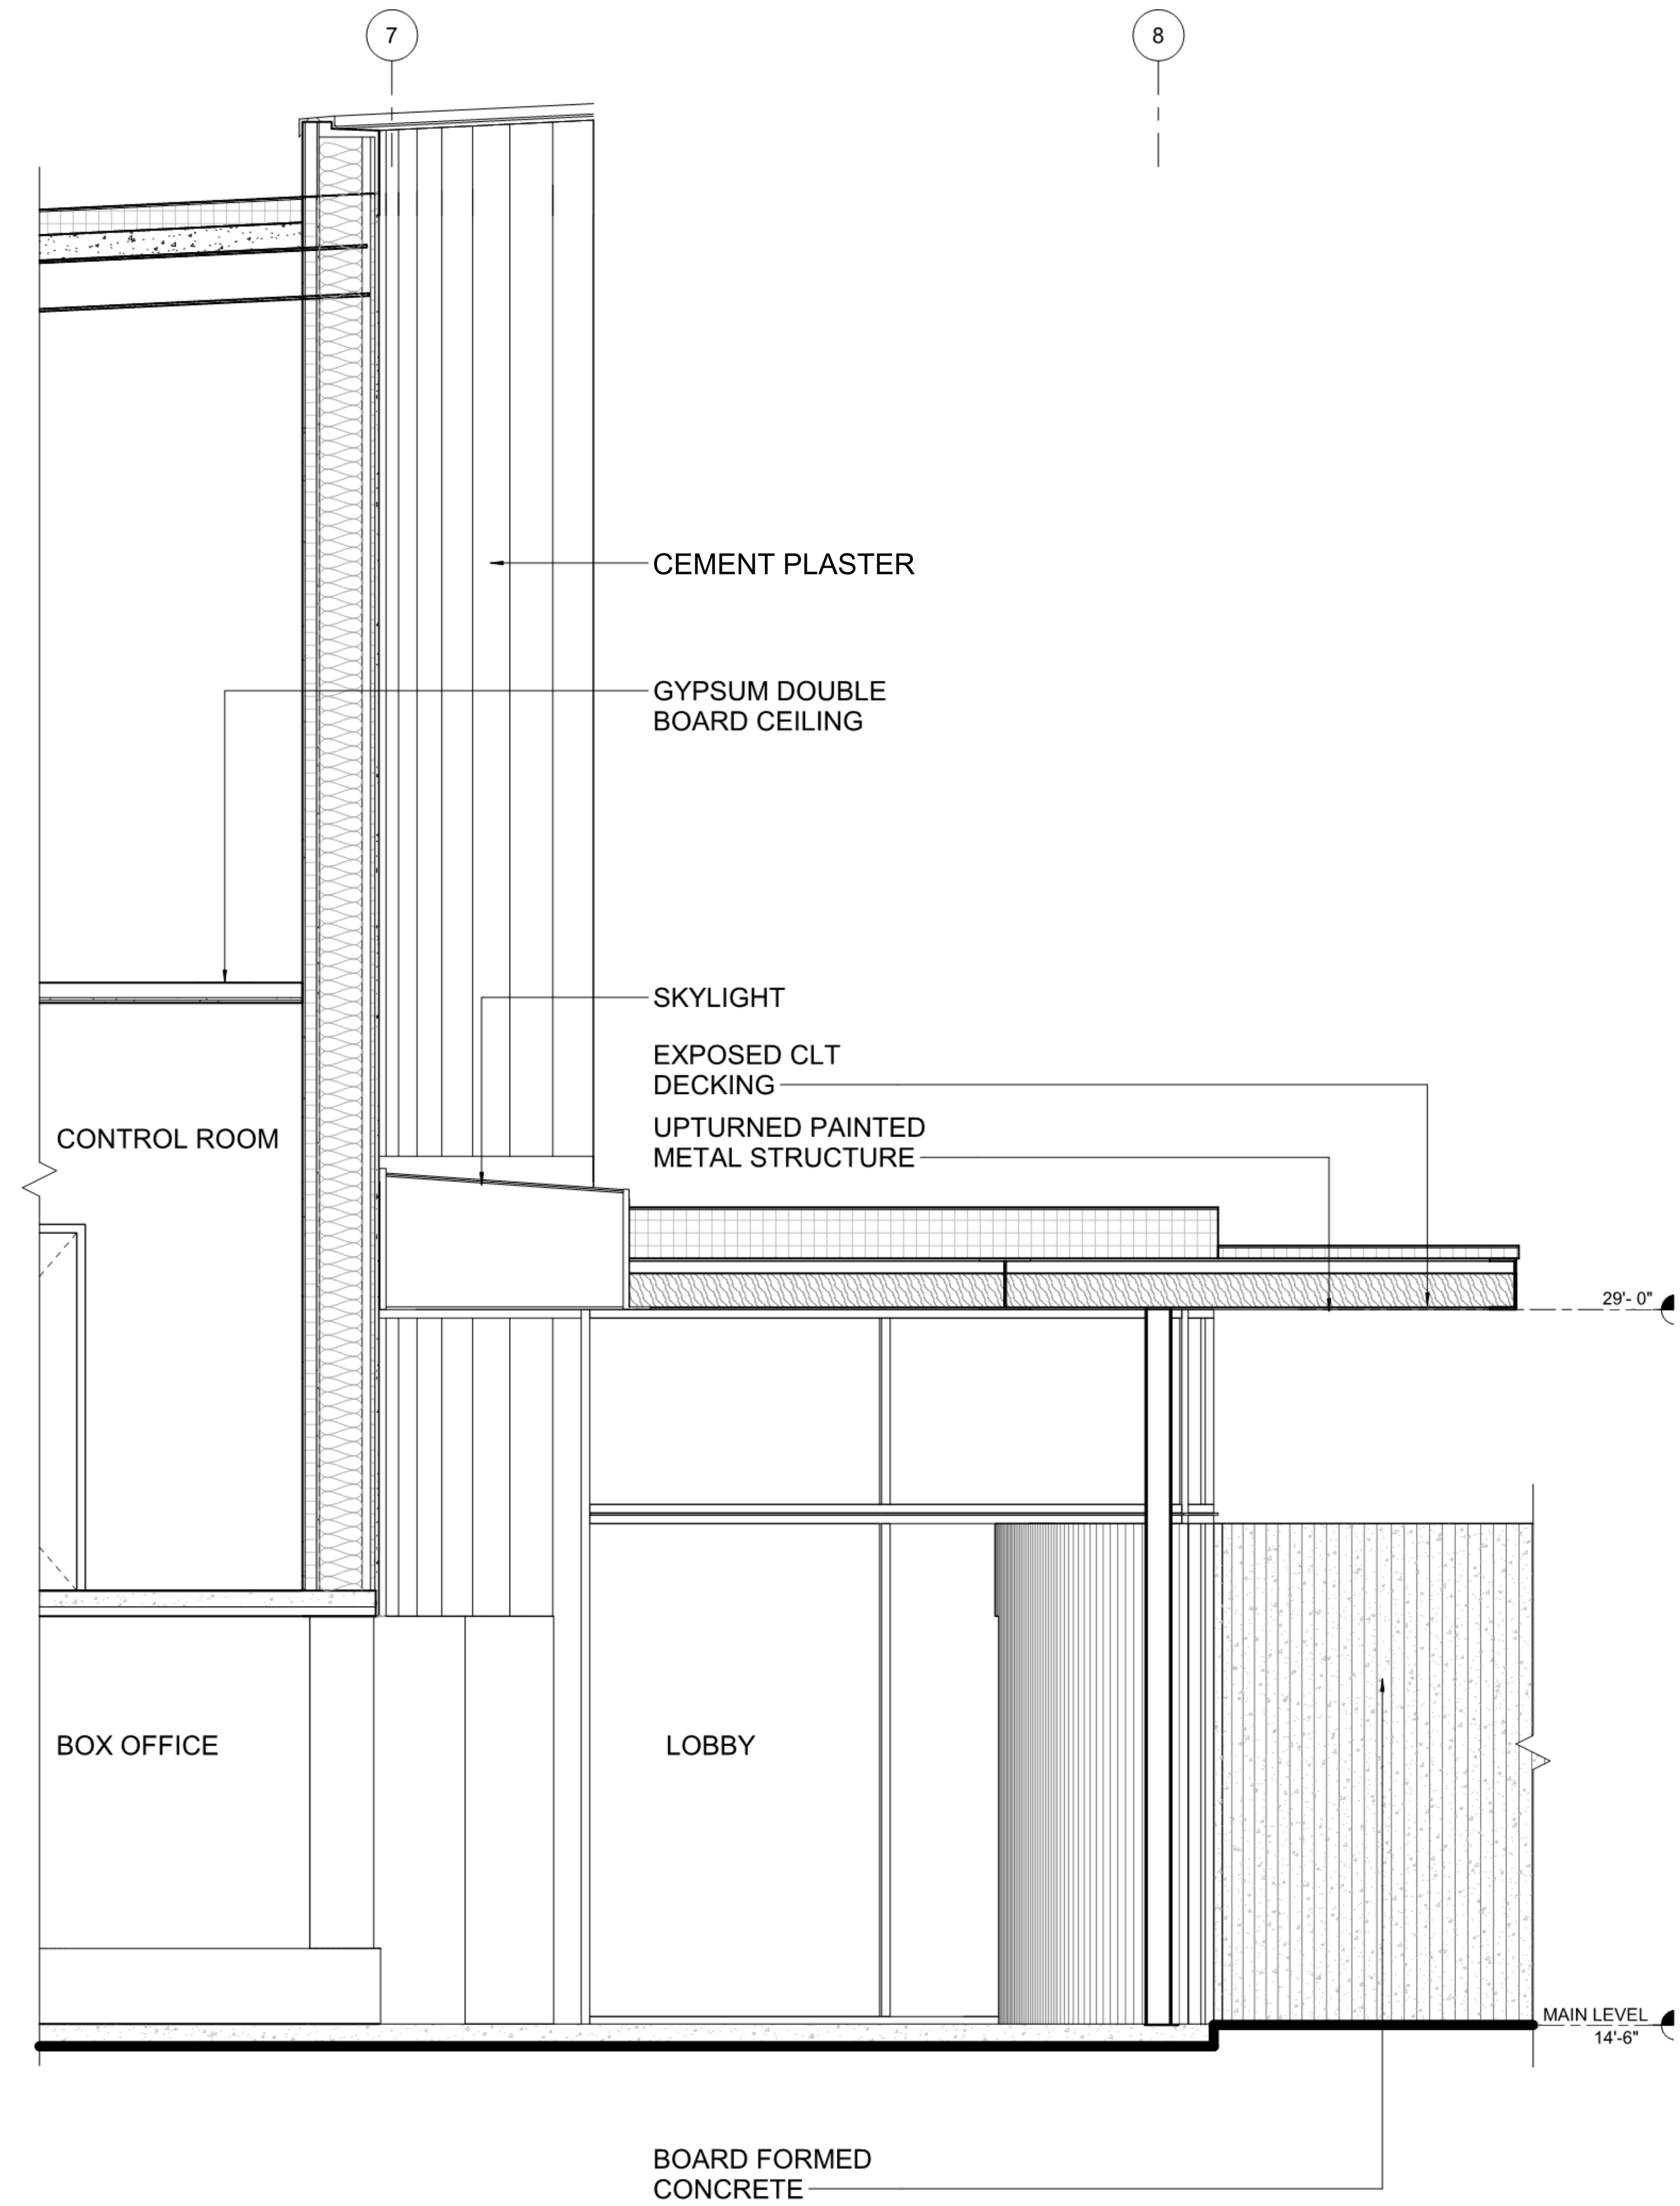 7
8
CEMENT PLASTER
GYPSUM DOUBLE
BOARD CEILING
SKYLIGHT
EXPOSED CLT
DECKING
CONTROL ROOM
UPTURNED PAINTED
METAL STRUCTURE
29'- 0"
BOX OFFICE
LOBBY
MAIN LEVEL
14'-6"
BOARD FORMED
CONCRETE